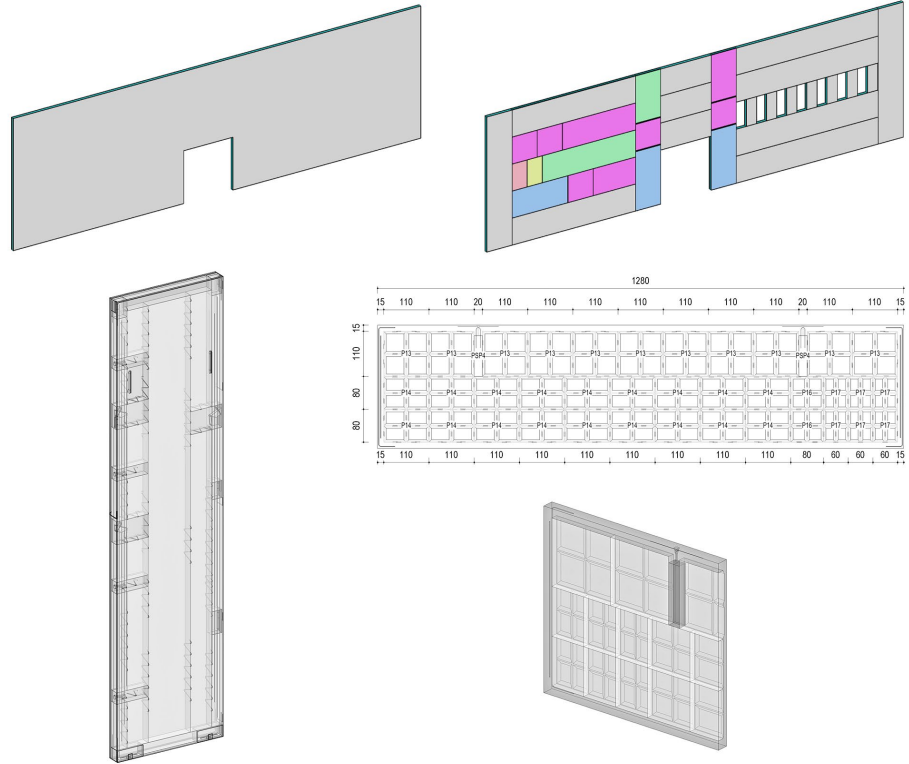 1280
15 110 110 20 110 110 110 110 110 110 110 20 110 110 15
15
110
P13 P13 PSP4 P13 P13 P13 P13 P13 P13 P13 PSP4 P13 P13
80
P14 P14 P14 P14 P14 P14 P14 P14 P14 P16 P17 P17 P17
80
P14 P14 P14 P14 P14 P14 P14 P14 P14 P16 P17 P17 P17
15 110 110 110 110 110 110 110 110 110 80 60 60 60 15